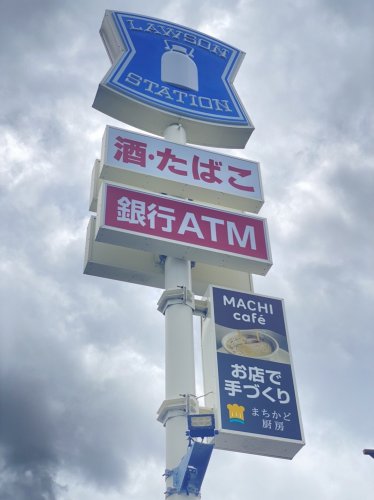 LAWSON
STATION
酒・たばこ
銀行ATM
MACHI
café
お店で
手づくり
まちかど
厨房